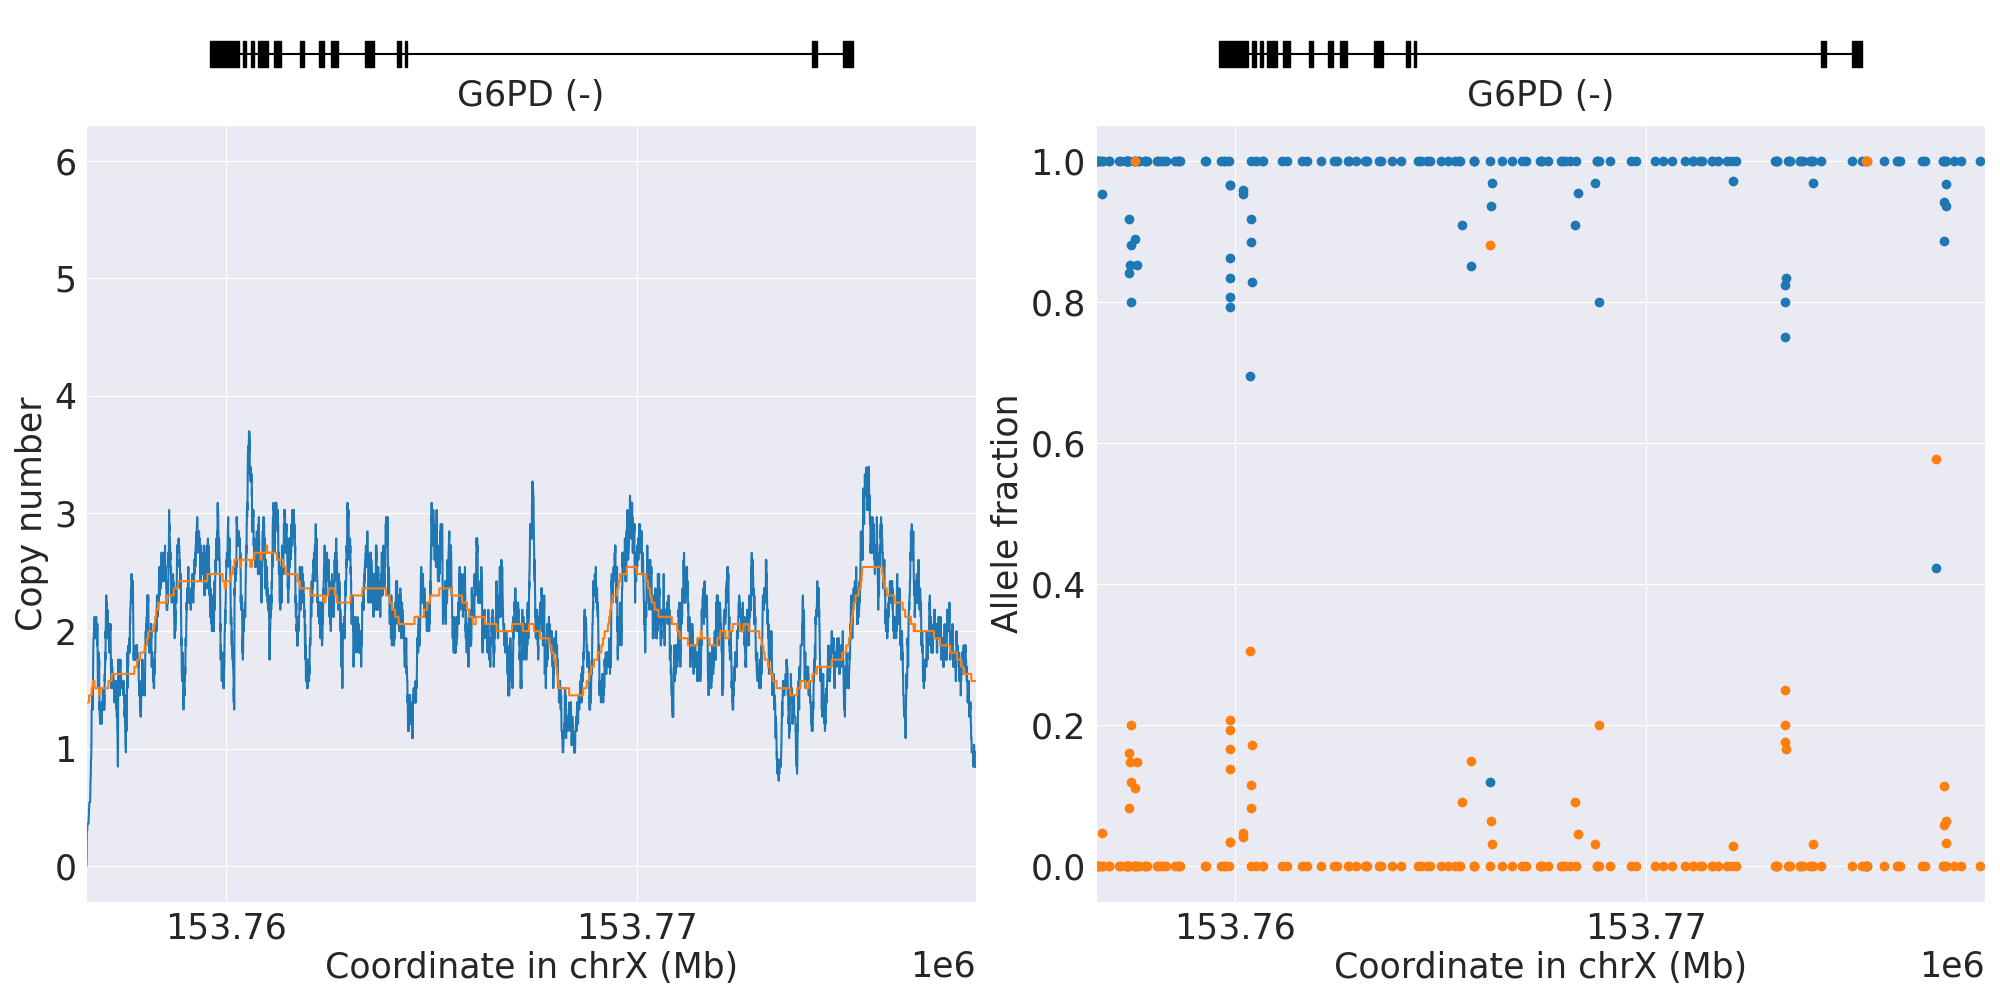 G6PD (-)
6
5
4
3
2
1
0
Copy number
153.76
153.77
Coordinate in chrX (Mb)
1e6
G6PD (-)
1.0
0.8
0.6
0.4
0.2
0.0
Allele fraction
153.76
153.77
Coordinate in chrX (Mb)
1e6